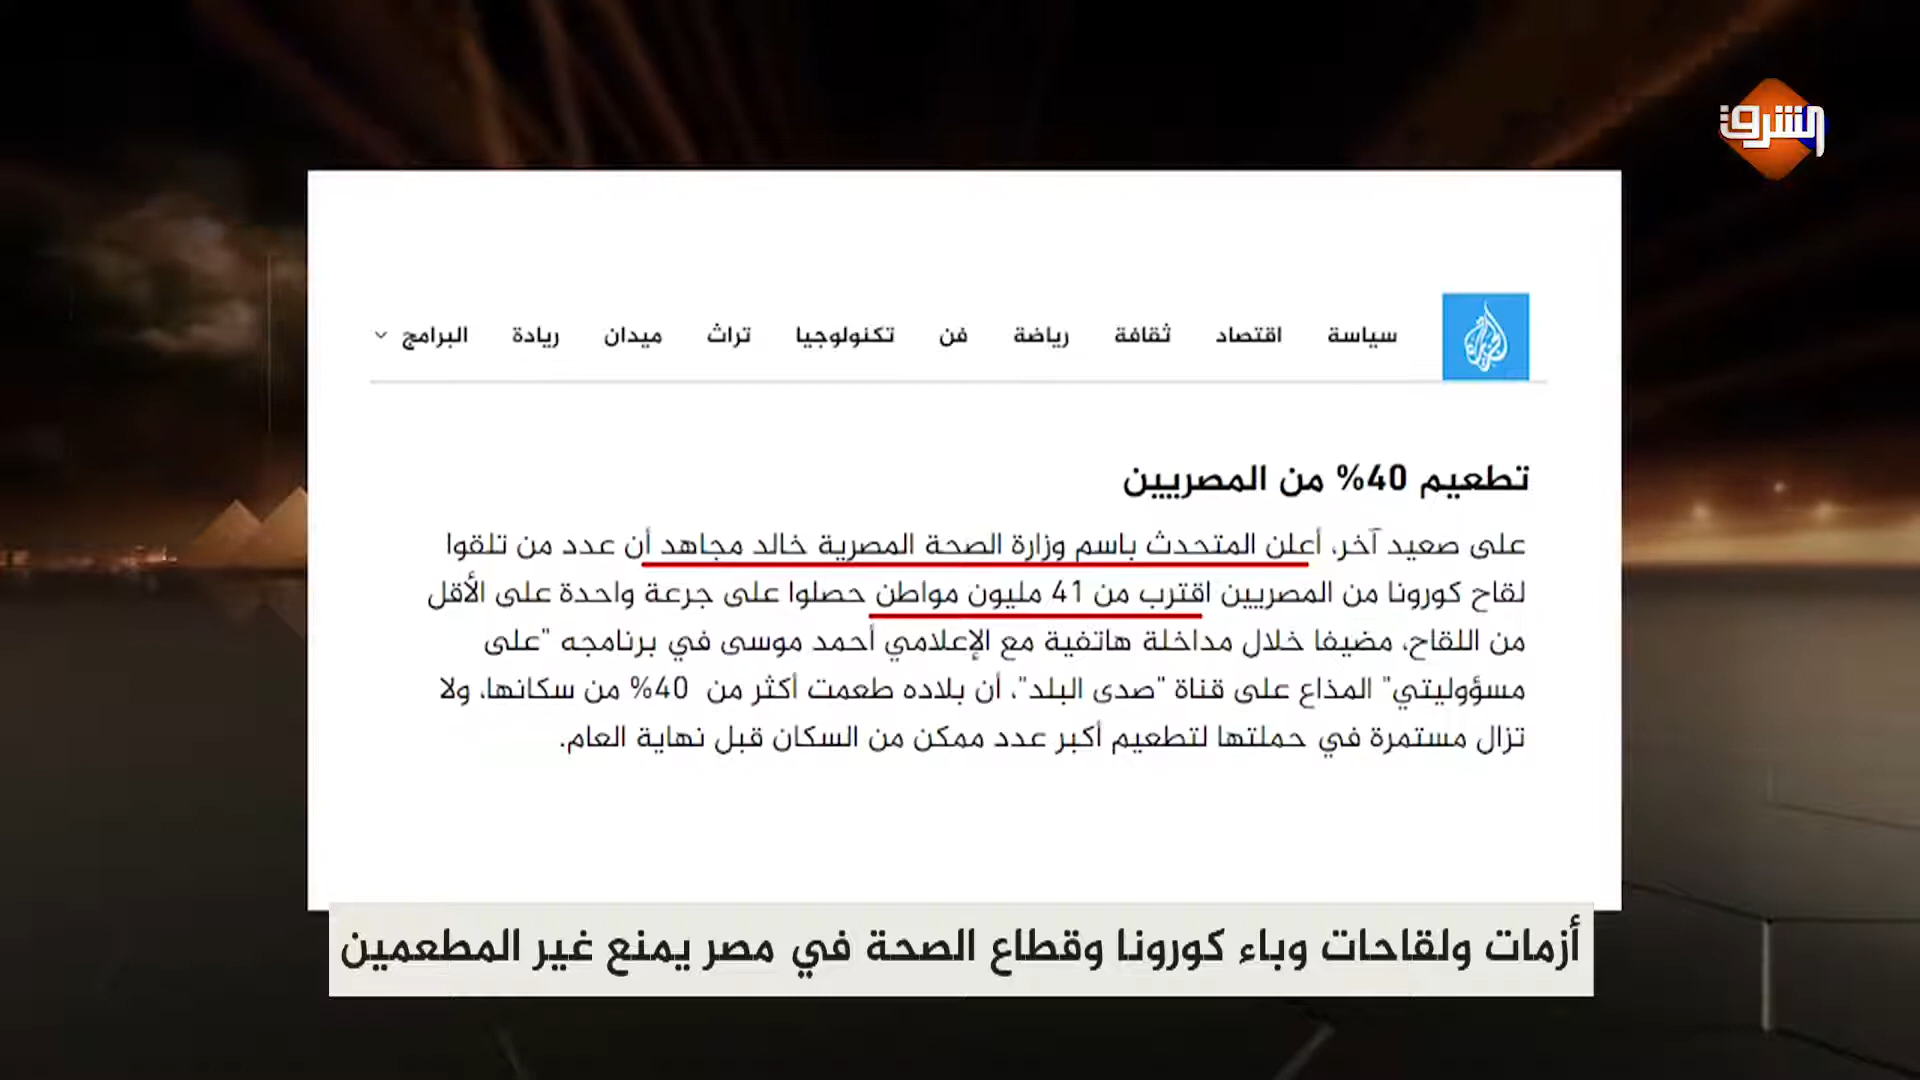 الشرق
الجزيرة
سياسة اقتصاد ثقافة رياضة فن تكنولوجيا تراث ميدان ريادة البرامج
تطعيم 40% من المصريين
على صعيد آخر، أعلن المتحدث باسم وزارة الصحة المصرية خالد مجاهد أن عدد من تلقوا
لقاح كورونا من المصريين اقترب من 41 مليون مواطن حصلوا على جرعة واحدة على الأقل
من اللقاح، مضيفا خلال مداخلة هاتفية مع الإعلامي أحمد موسى في برنامجه "على
مسؤوليتي" المذاع على قناة "صدى البلد"، أن بلاده طعمت أكثر من 40% من سكانها، ولا
تزال مستمرة في حملتها لتطعيم أكبر عدد ممكن من السكان قبل نهاية العام.
أزمات ولقاحات وباء كورونا وقطاع الصحة في مصر يمنع غير المطعمين